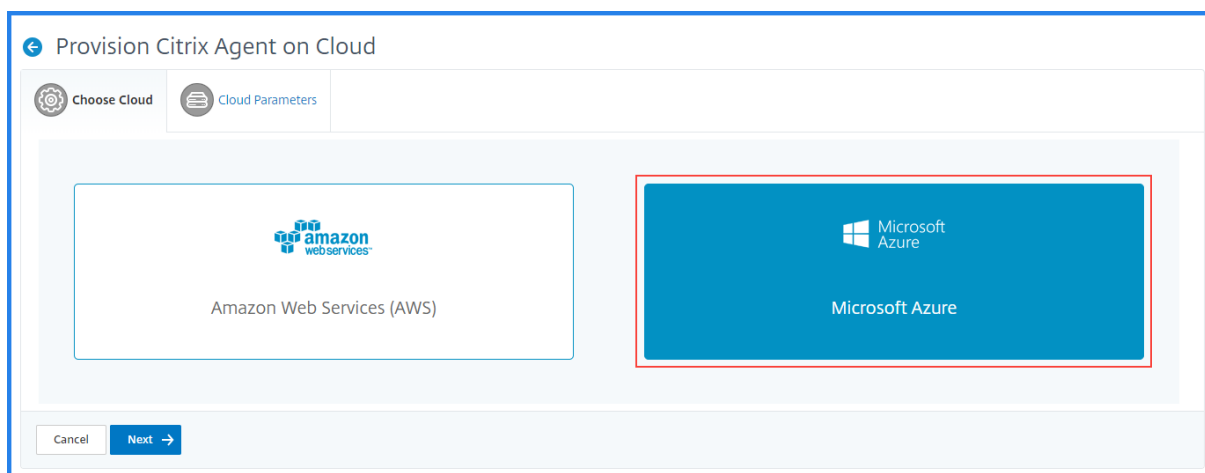 Provision Citrix Agent on Cloud
Choose Cloud
Cloud Parameters
amazon
webservices™
Amazon Web Services (AWS)
Microsoft
Azure
Microsoft Azure
Cancel
Next